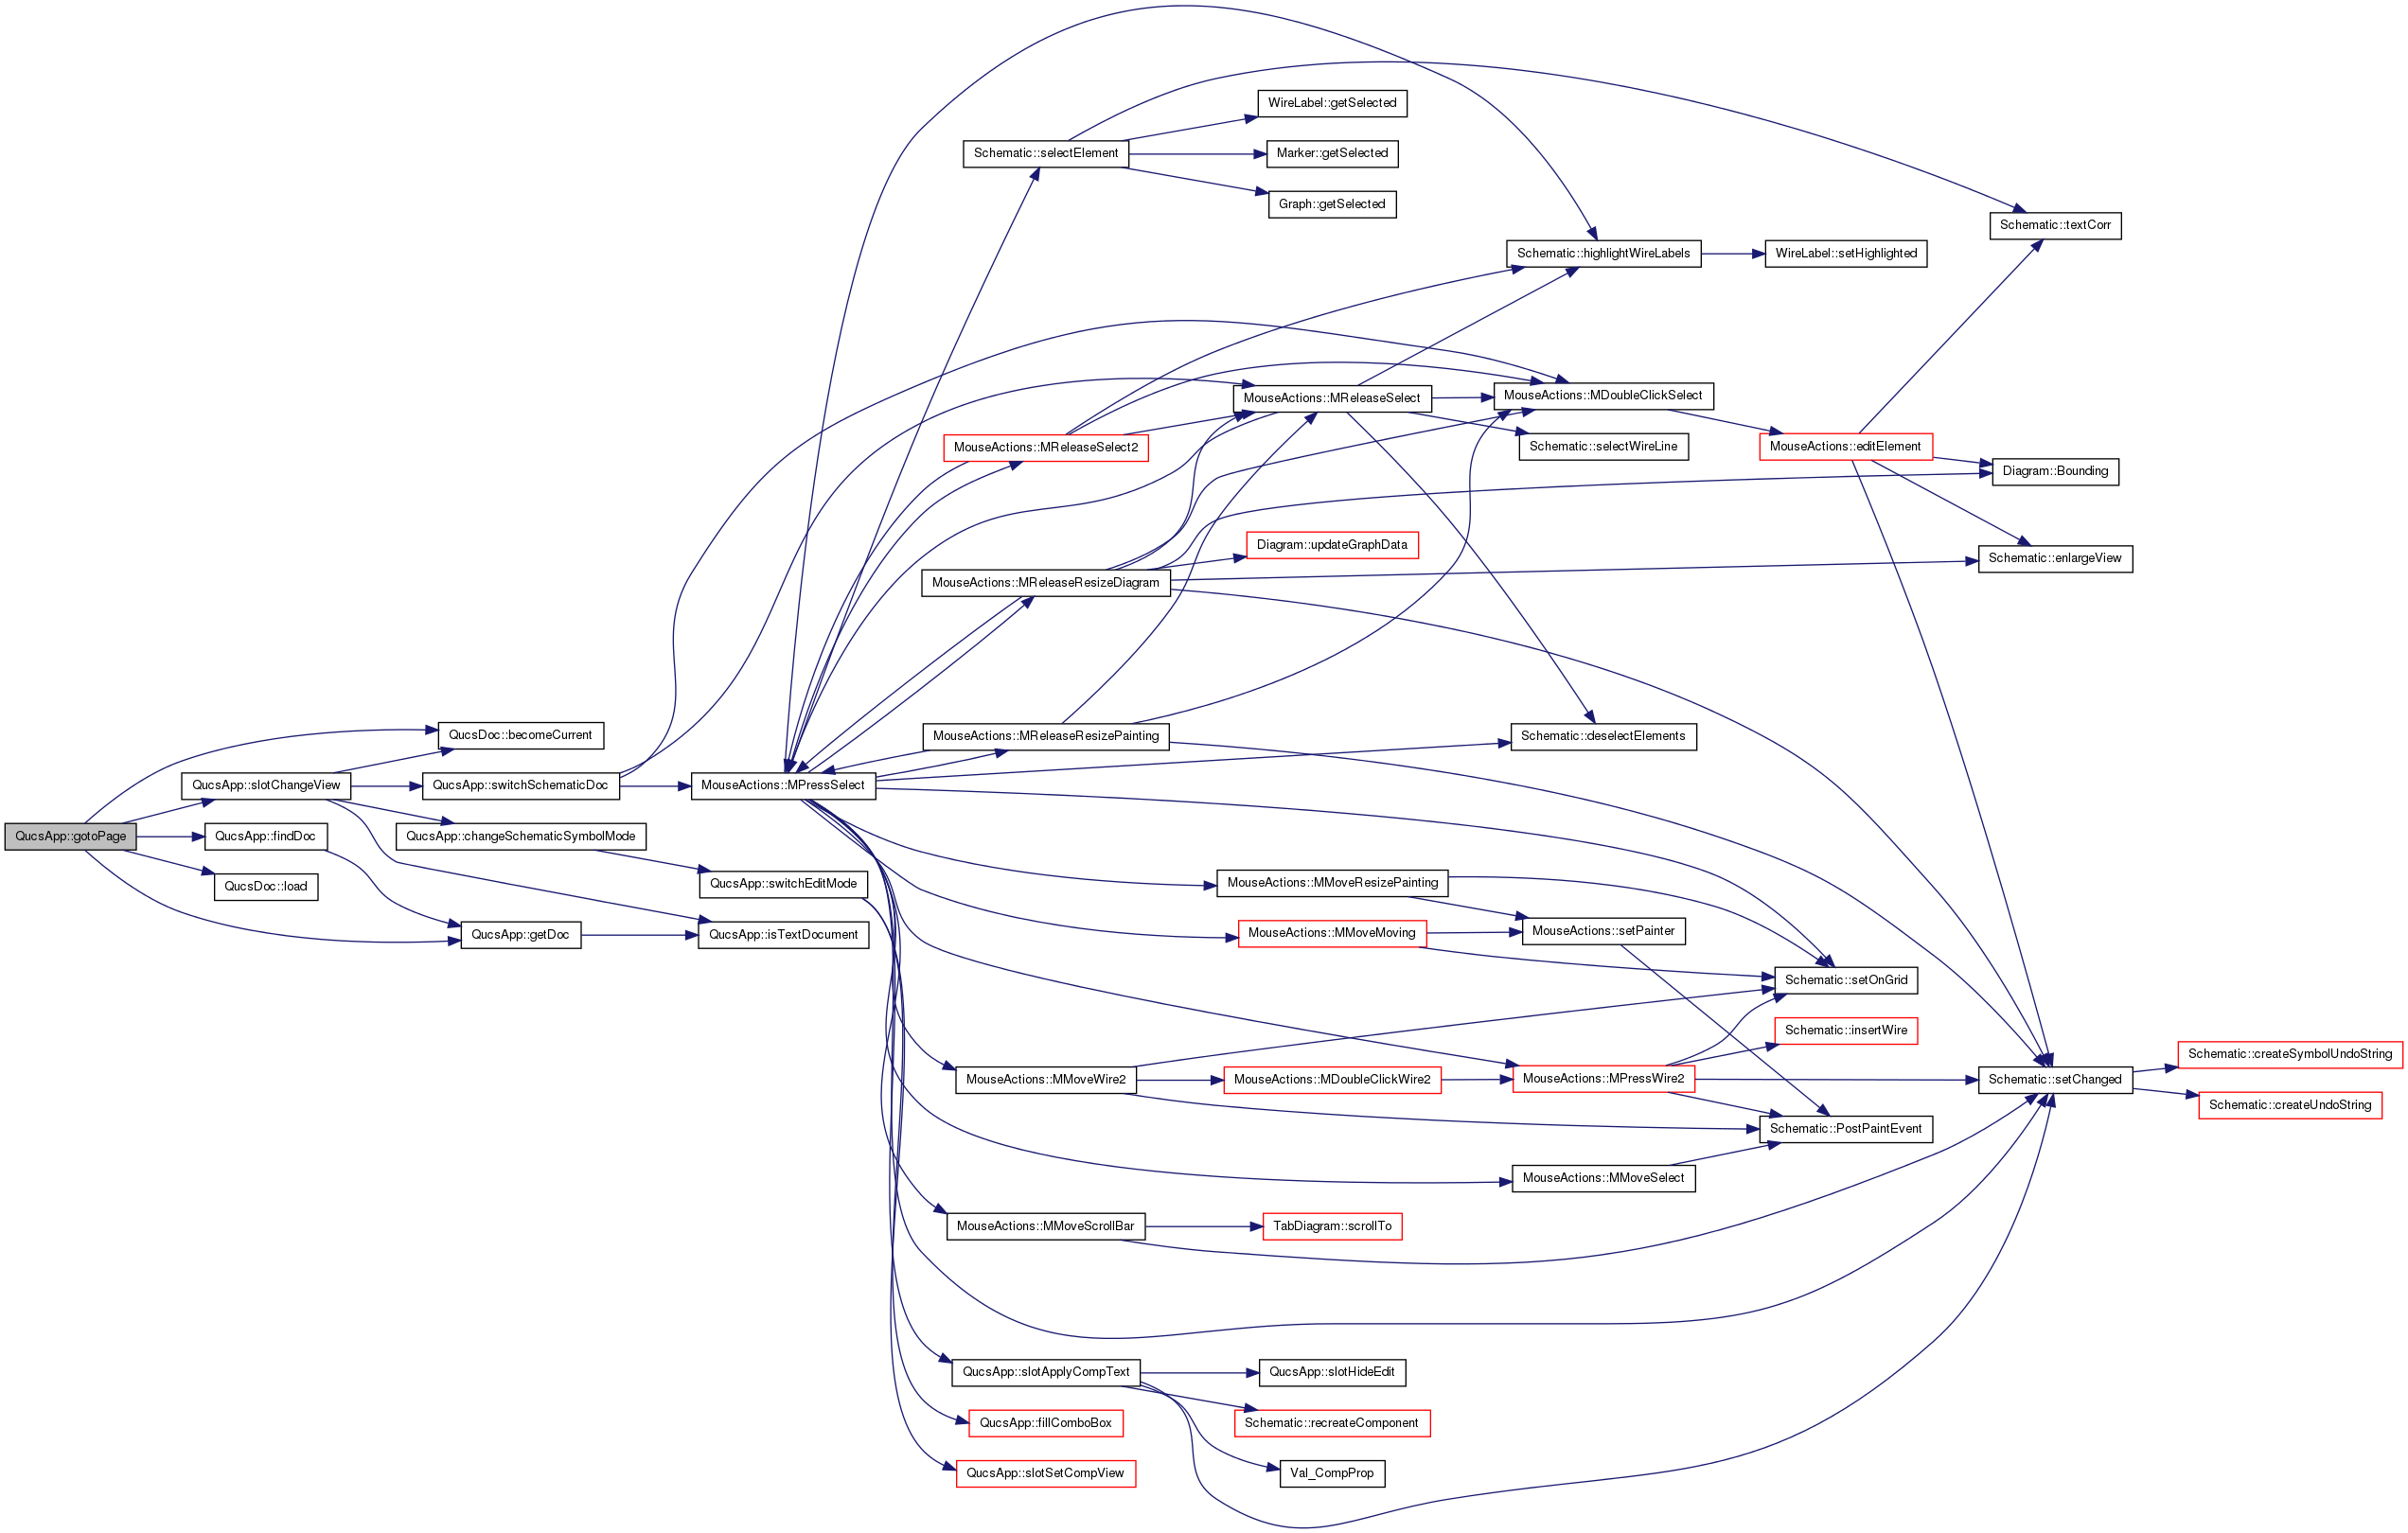 WireLabel::getSelected
Schematic::selectElement
Marker::getSelected
Graph::getSelected
Schematic::textCorr
Schematic::highlightWireLabels
WireLabel::setHighlighted
MouseActions::MReleaseSelect
MouseActions::MDoubleClickSelect
MouseActions::MReleaseSelect2
Schematic::selectWireLine
MouseActions::editElement
Diagram::Bounding
Diagram::updateGraphData
Schematic::enlargeView
MouseActions::MReleaseResizeDiagram
QucsDoc::becomeCurrent
MouseActions::MReleaseResizePainting
Schematic::deselectElements
QucsApp::slotChangeView
QucsApp::switchSchematicDoc
MouseActions::MPressSelect
QucsApp::gotoPage
QucsApp::findDoc
QucsApp::changeSchematicSymbolMode
QucsDoc::load
QucsApp::switchEditMode
MouseActions::MMoveResizePainting
QucsApp::getDoc
QucsApp::isTextDocument
MouseActions::MMoveMoving
MouseActions::setPainter
Schematic::setOnGrid
Schematic::insertWire
MouseActions::MMoveWire2
MouseActions::MDoubleClickWire2
MouseActions::MPressWire2
Schematic::setChanged
Schematic::createSymbolUndoString
Schematic::createUndoString
Schematic::PostPaintEvent
MouseActions::MMoveSelect
MouseActions::MMoveScrollBar
TabDiagram::scrollTo
QucsApp::slotApplyCompText
QucsApp::slotHideEdit
QucsApp::fillComboBox
Schematic::recreateComponent
QucsApp::slotSetCompView
Val_CompProp